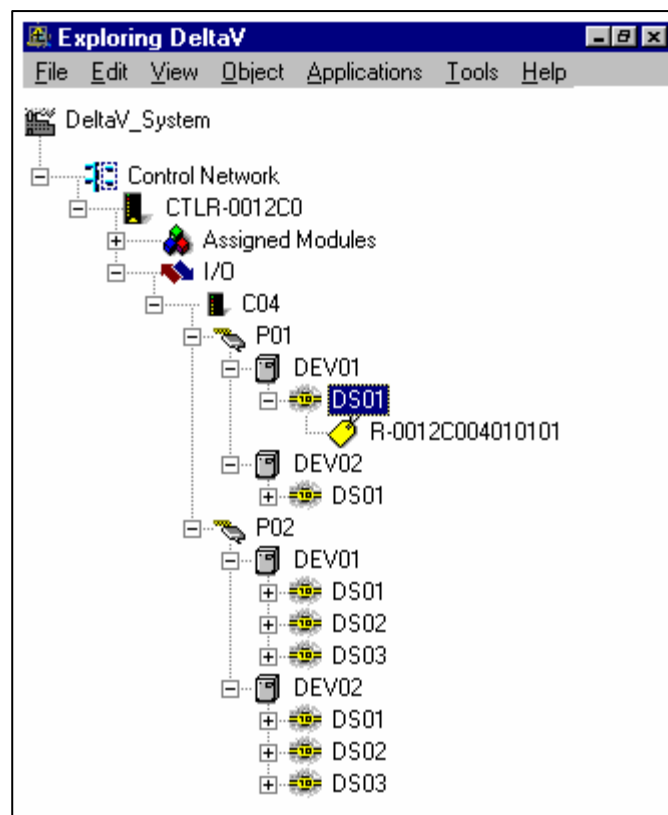 Exploring DeltaV
File Edit View Object Applications Tools Help
DeltaV_System
Control Network
CTLR-0012C0
Assigned Modules
I/O
C04
P01
DEV01
DS01
R-0012C004010101
DEV02
DS01
P02
DEV01
DS01
DS02
DS03
DEV02
DS01
DS02
DS03